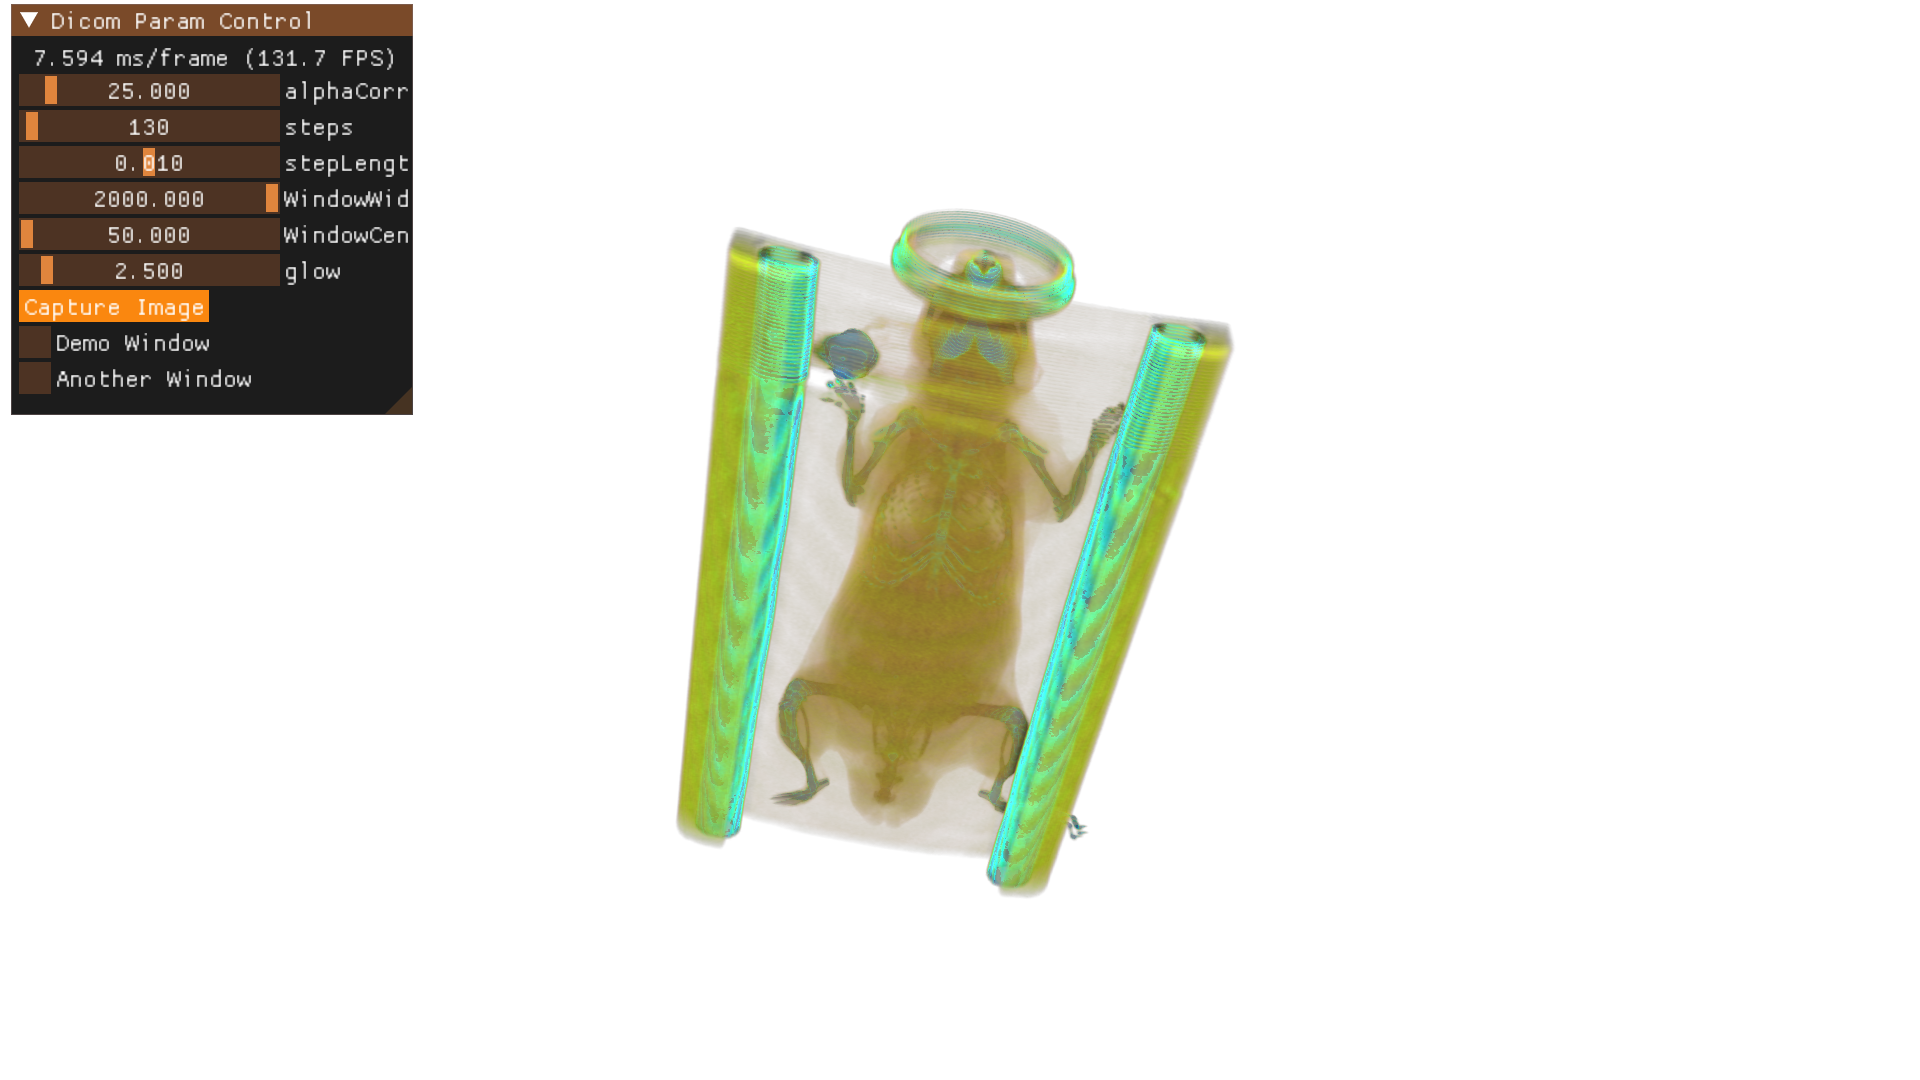 Dicom Param Control
7.594 ms/frame (131.7 FPS)
25.000 alphaCorr
130 steps
0.010 stepLengt
2000.000 WindowWid
50.000 WindowCen
2.500 glow
Capture Image
Demo Window
Another Window